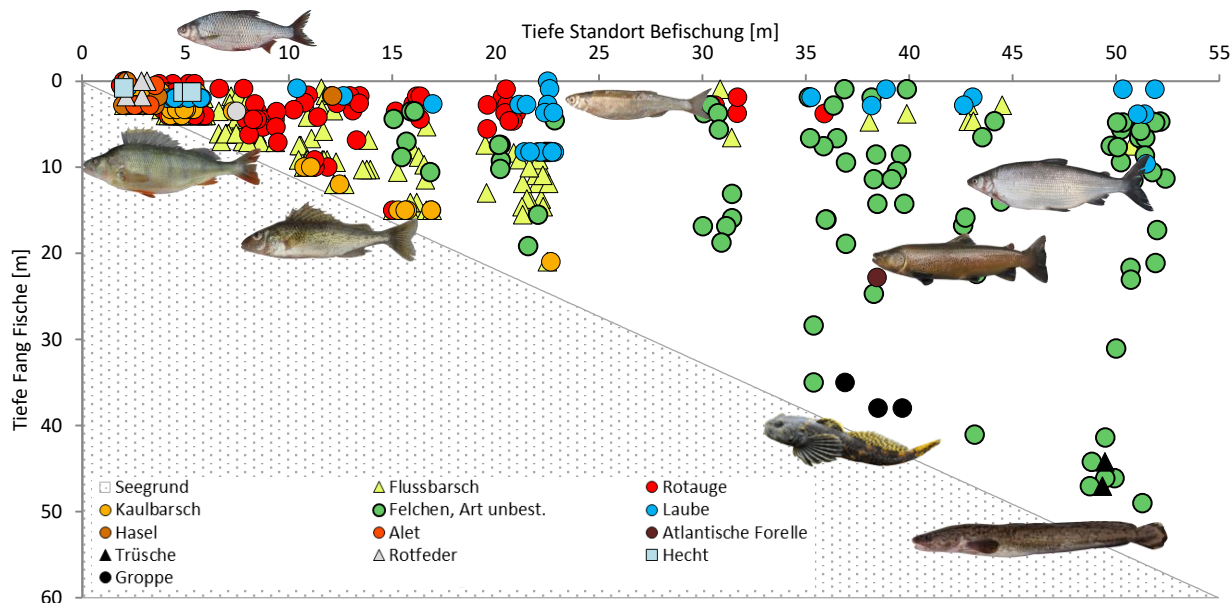 Tiefe Standort Befischung [m]
0 5 10 15 20 25 30 35 40 45 50 55
Tiefe Fang Fische [m]
0
10
20
30
40
50
60
Seegrund Flussbarsch Rotauge
Kaulbarsch Felchen, Art unbest. Laube
Hasel Alet Atlantische Forelle
Trüsche Rotfeder Hecht
Groppe